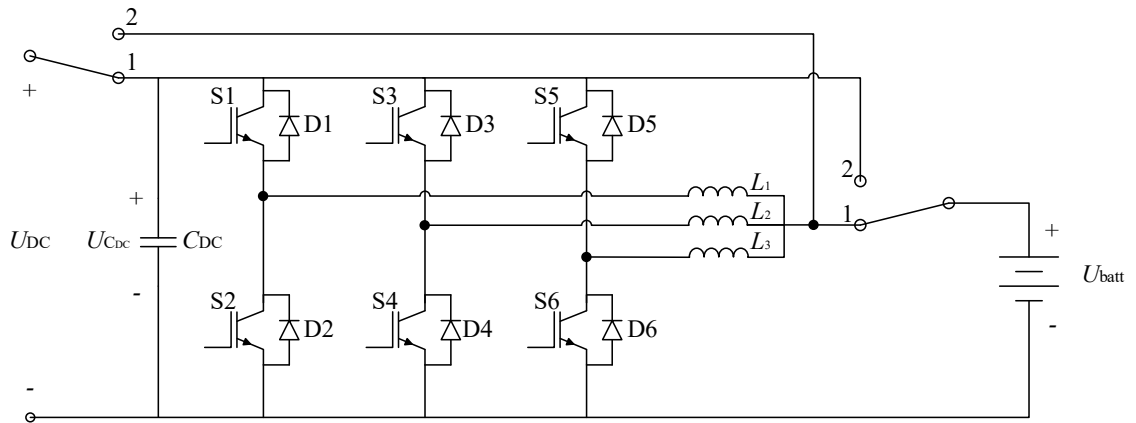 2
1
+
S1
D1
S3
D3
S5
D5
L1
L2
L3
2
1
+
UDC
UCDC
CDC
-
+
Ubatt
-
S2
D2
S4
D4
S6
D6
-